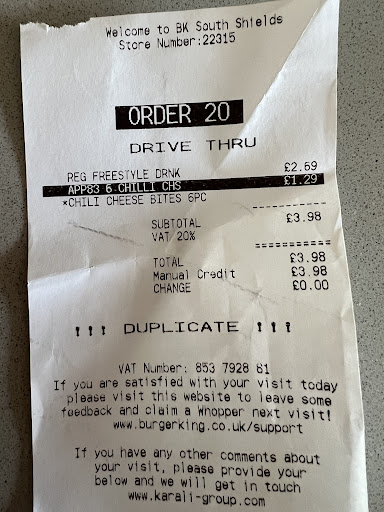 Welcome to BK South Shields
Store Number:22315
ORDER 20
DRIVE THRU
REG FREESTYLE DRNK £2.69
APP83 6 CHILLI CHS £1.29
*CHILI CHEESE BITES 6PC
------------
SUBTOTAL £3.98
VAT 20%
============
TOTAL £3.98
Manual Credit £3.98
CHANGE £0.00
!!! DUPLICATE !!!
VAT Number: 853 7928 61
If you are satisfied with your visit today
please visit this website to leave some
feedback and claim a Whopper next visit!
www.burgerking.co.uk/support
If you have any other comments about
your visit, please provide your
below and we will get in touch
www.karali-group.com